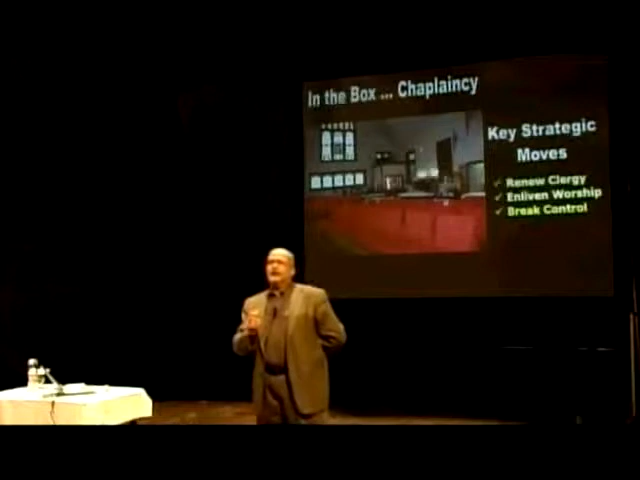 In the Box ... Chaplaincy
Key Strategic
Moves
✓ Renew Clergy
✓ Enliven Worship
✓ Break Control